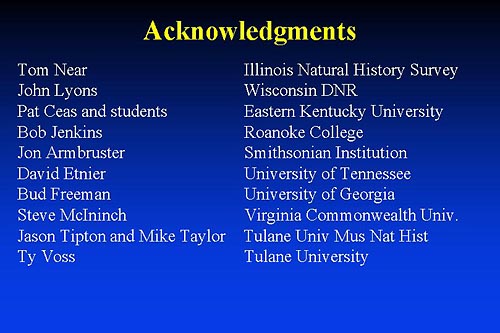 Acknowledgments
Tom Near Illinois Natural History Survey
John Lyons Wisconsin DNR
Pat Ceas and students Eastern Kentucky University
Bob Jenkins Roanoke College
Jon Armbruster Smithsonian Institution
David Etnier University of Tennessee
Bud Freeman University of Georgia
Steve McIninch Virginia Commonwealth Univ.
Jason Tipton and Mike Taylor Tulane Univ Mus Nat Hist
Ty Voss Tulane University